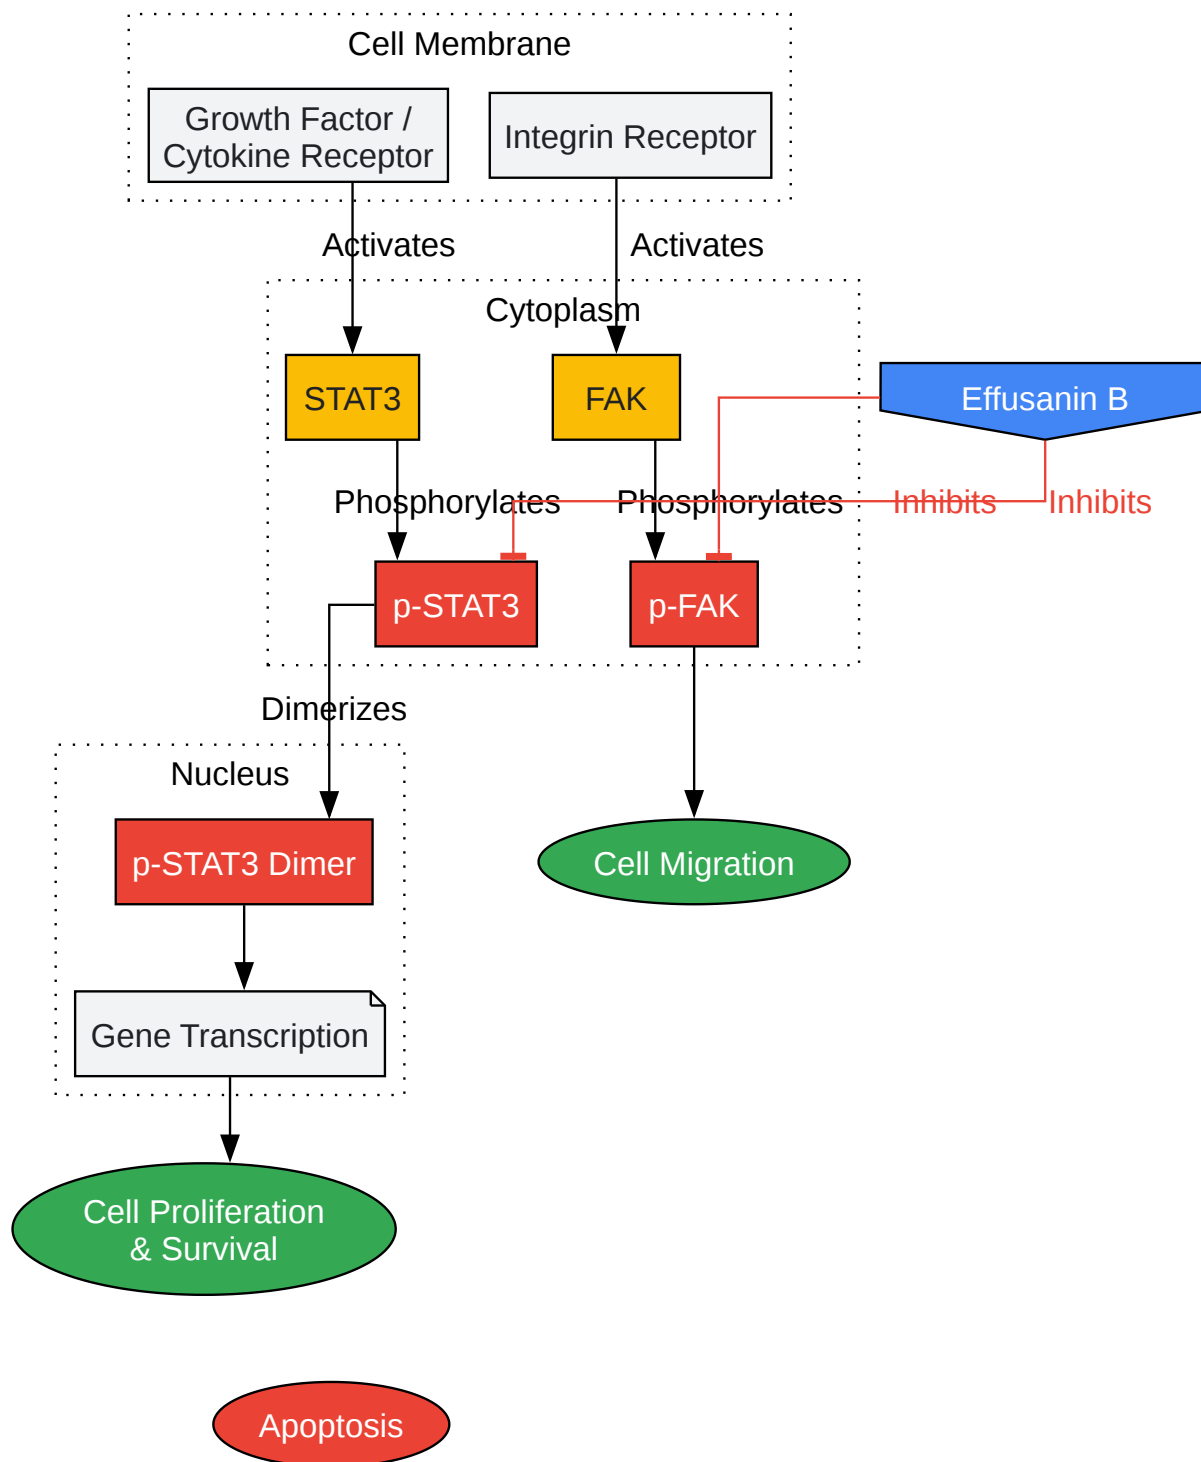 Cell Membrane
Growth Factor /
Cytokine Receptor
Integrin Receptor
Activates
Activates
Cytoplasm
STAT3
FAK
Effusanin B
Phosphorylates
Phosphorylates
Inhibits
Inhibits
p-STAT3
p-FAK
Dimerizes
Nucleus
p-STAT3 Dimer
Cell Migration
Gene Transcription
Cell Proliferation
& Survival
Apoptosis